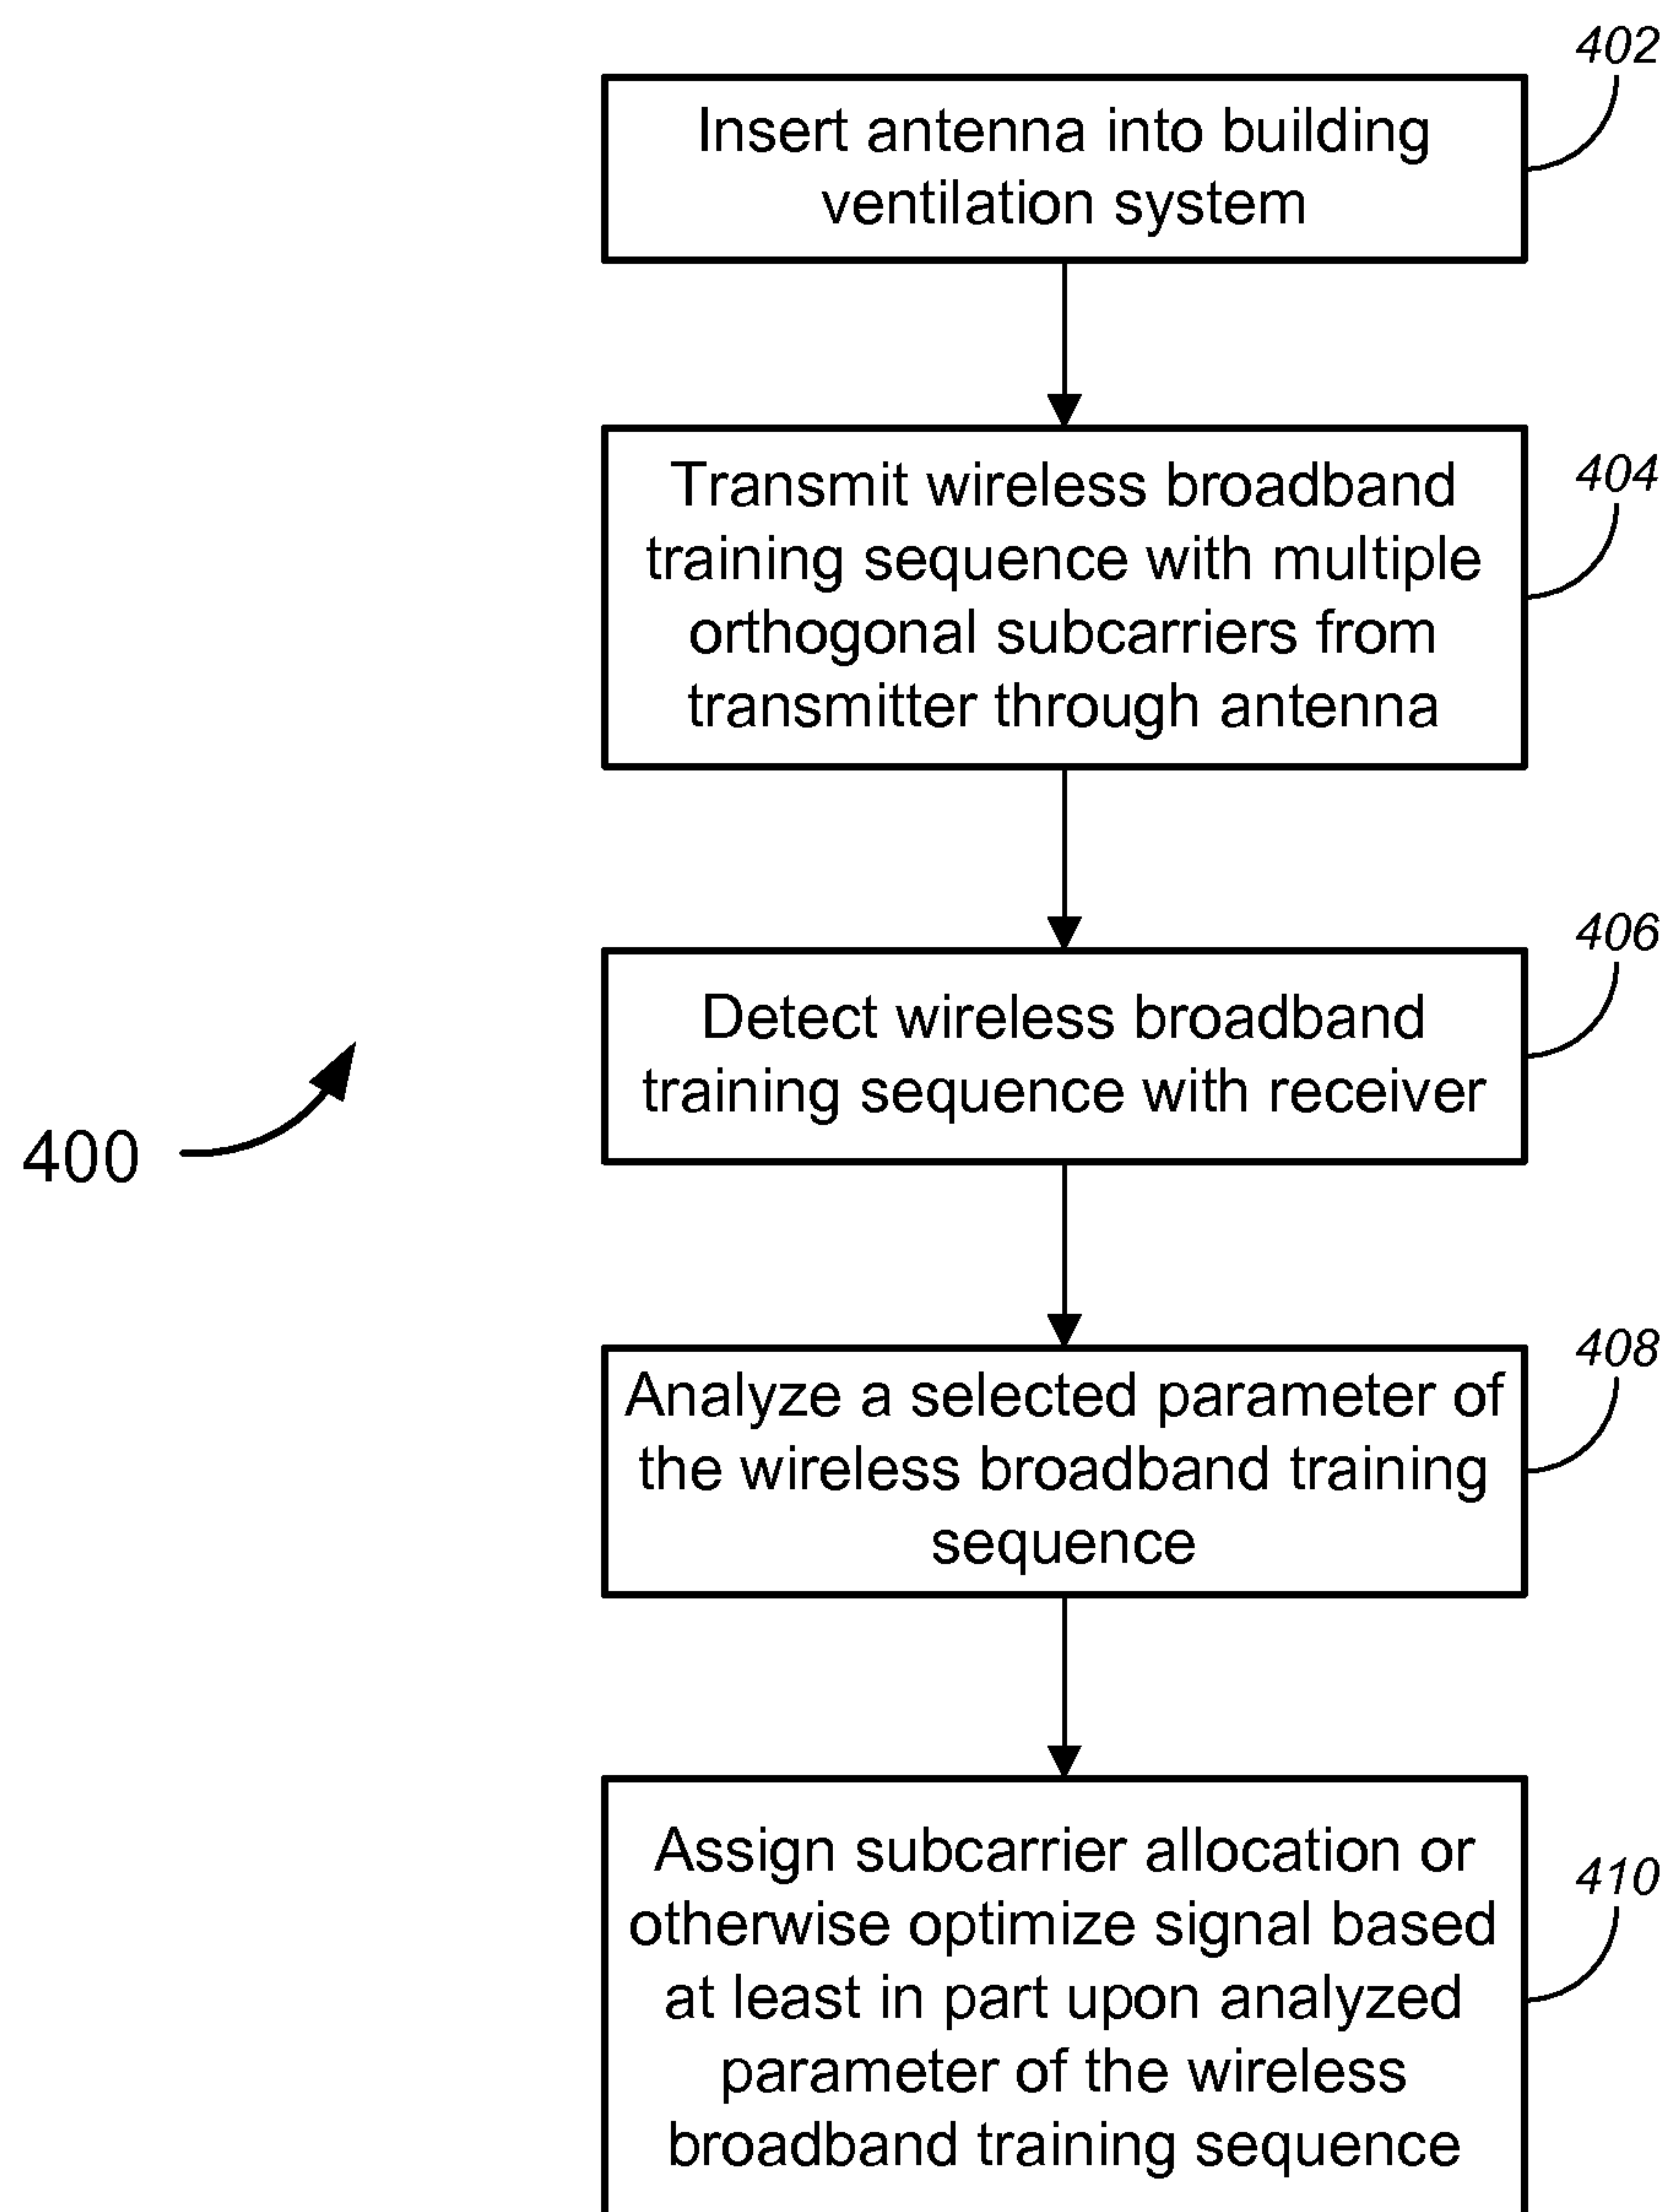 402
Insert antenna into building
ventilation system
404
Transmit wireless broadband
training sequence with multiple
orthogonal subcarriers from
transmitter through antenna
406
Detect wireless broadband
training sequence with receiver
400
408
Analyze a selected parameter of
the wireless broadband training
sequence
410
Assign subcarrier allocation or
otherwise optimize signal based
at least in part upon analyzed
parameter of the wireless
broadband training sequence